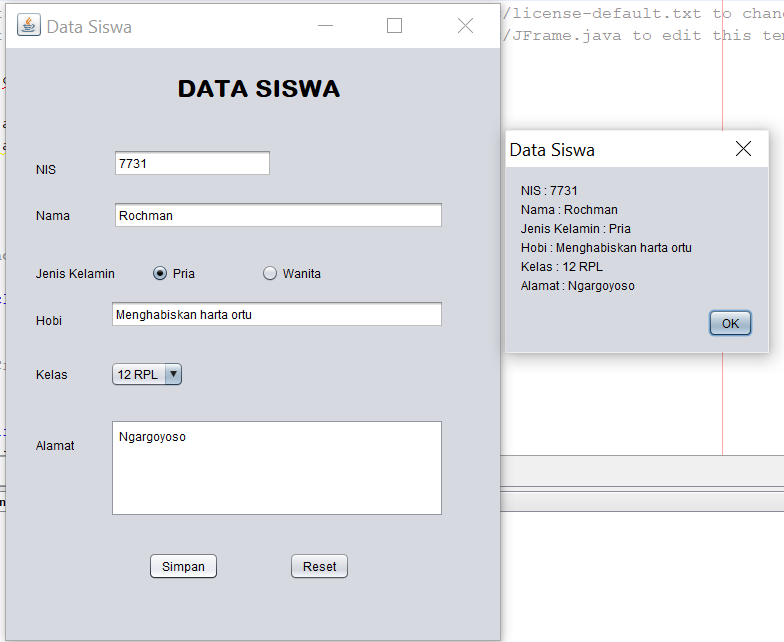 /license-default.txt to chang
Data Siswa
/JFrame.java to edit this tem
DATA SISWA
NIS
7731
Nama
Rochman
Jenis Kelamin
Pria
Wanita
Hobi
Menghabiskan harta ortu
Kelas
12 RPL
Alamat
Ngargoyoso
Simpan
Reset
Data Siswa
NIS : 7731
Nama : Rochman
Jenis Kelamin : Pria
Hobi : Menghabiskan harta ortu
Kelas : 12 RPL
Alamat : Ngargoyoso
OK